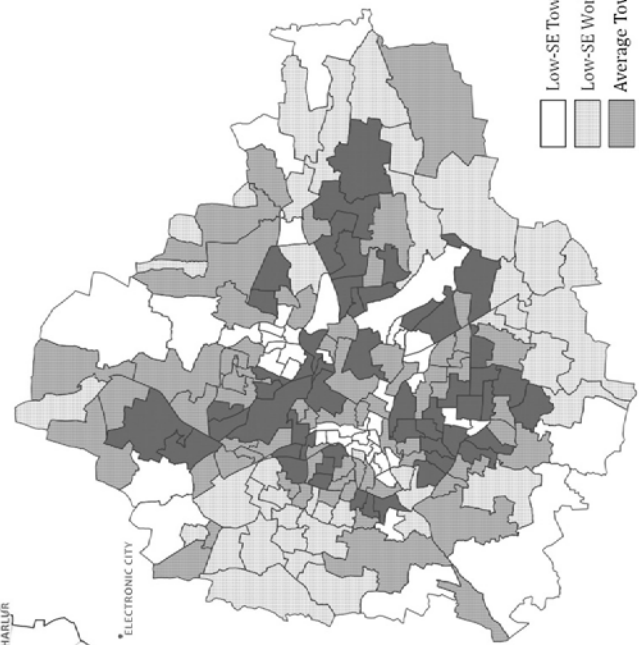 HARLUR
ELECTRONIC CITY
Low-SE Tow
Low-SE Wor
Average Tow